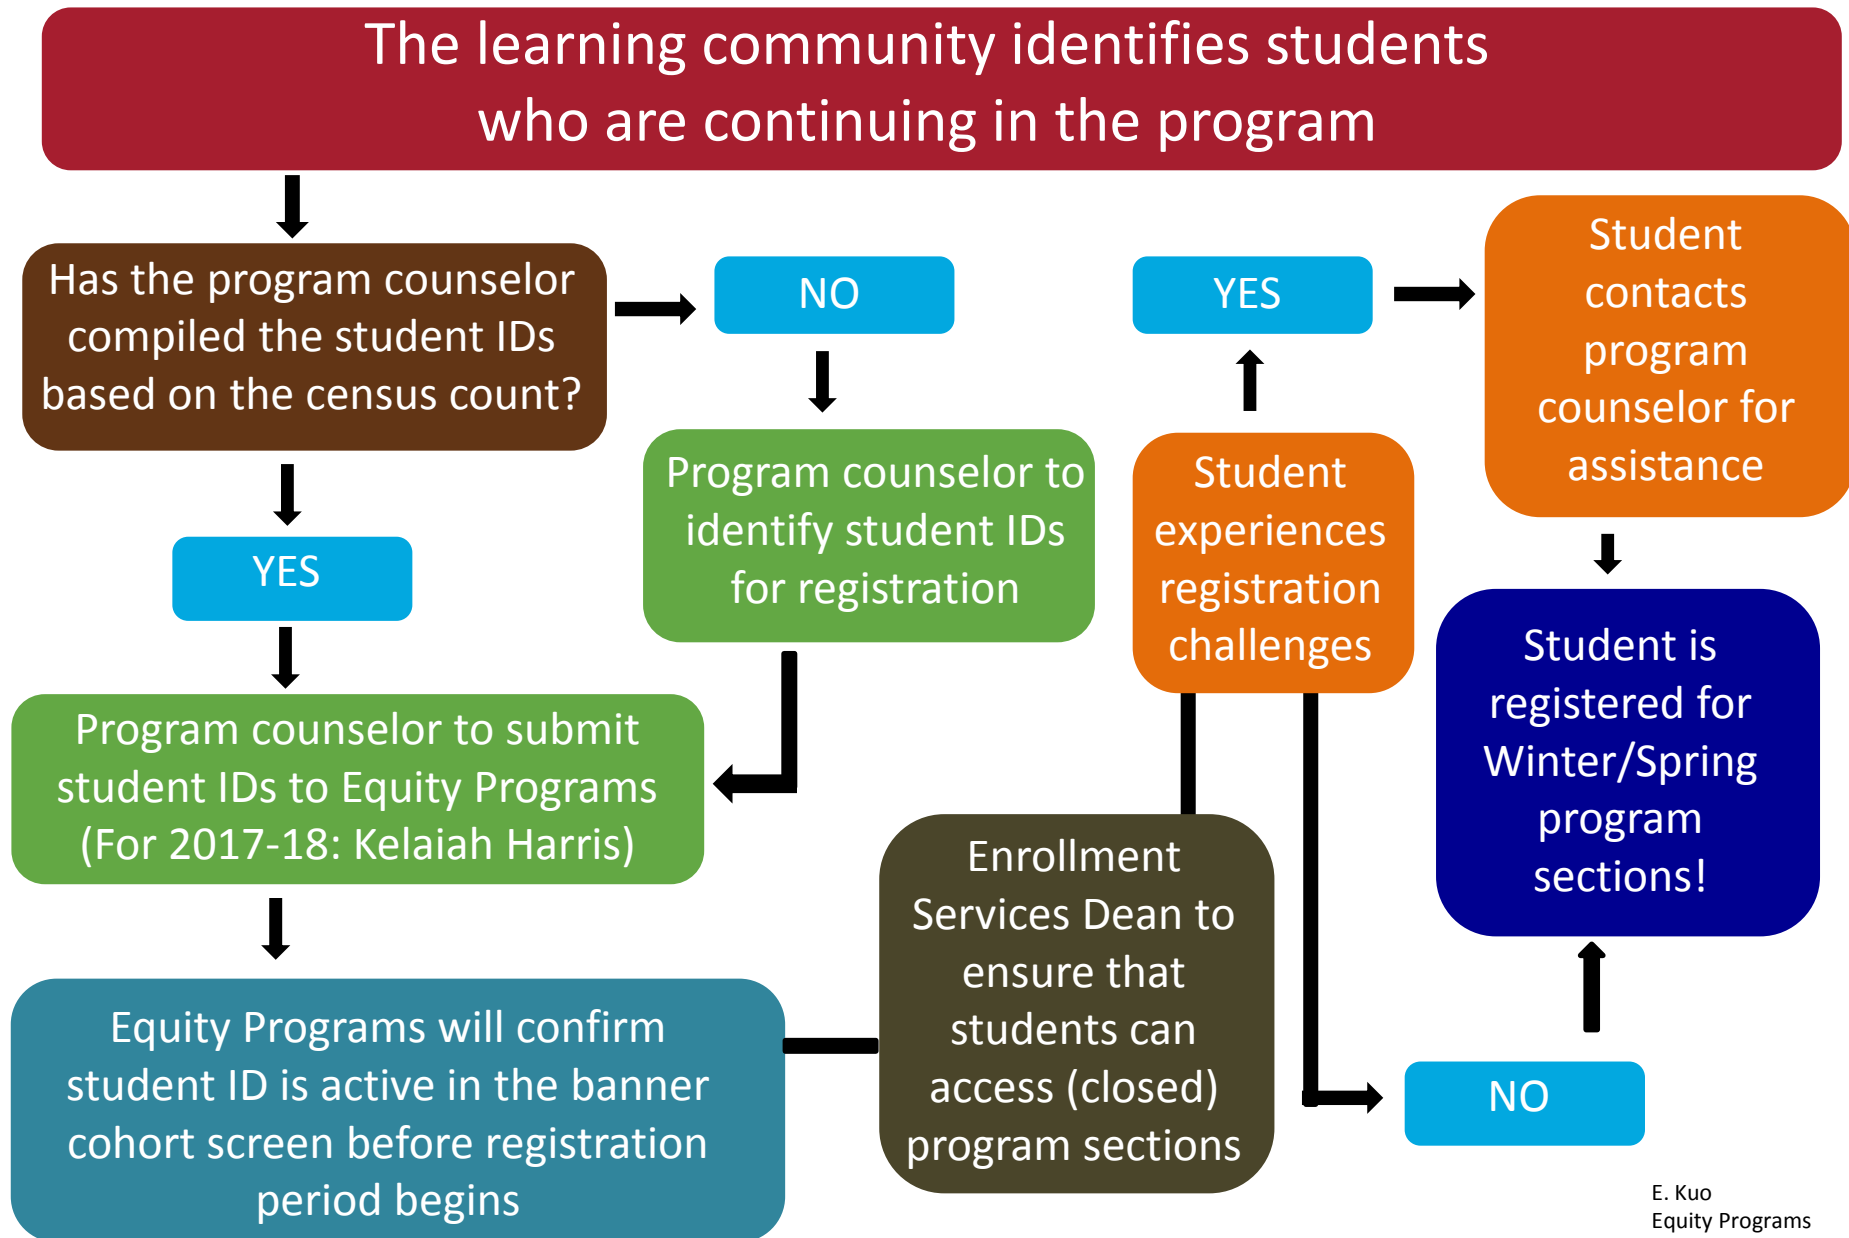 The learning community identifies students
who are continuing in the program
Has the program counselor
compiled the student IDs
based on the census count?
NO
YES
Program counselor to
identify student IDs
for registration
Program counselor to submit
student IDs to Equity Programs
(For 2017-18: Kelaiah Harris)
Equity Programs will confirm
student ID is active in the banner
cohort screen before registration
period begins
Enrollment
Services Dean to
ensure that
students can
access (closed)
program sections
Student
experiences
registration
challenges
YES
Student
contacts
program
counselor for
assistance
NO
Student is
registered for
Winter/Spring
program
sections!
E. Kuo
Equity Programs